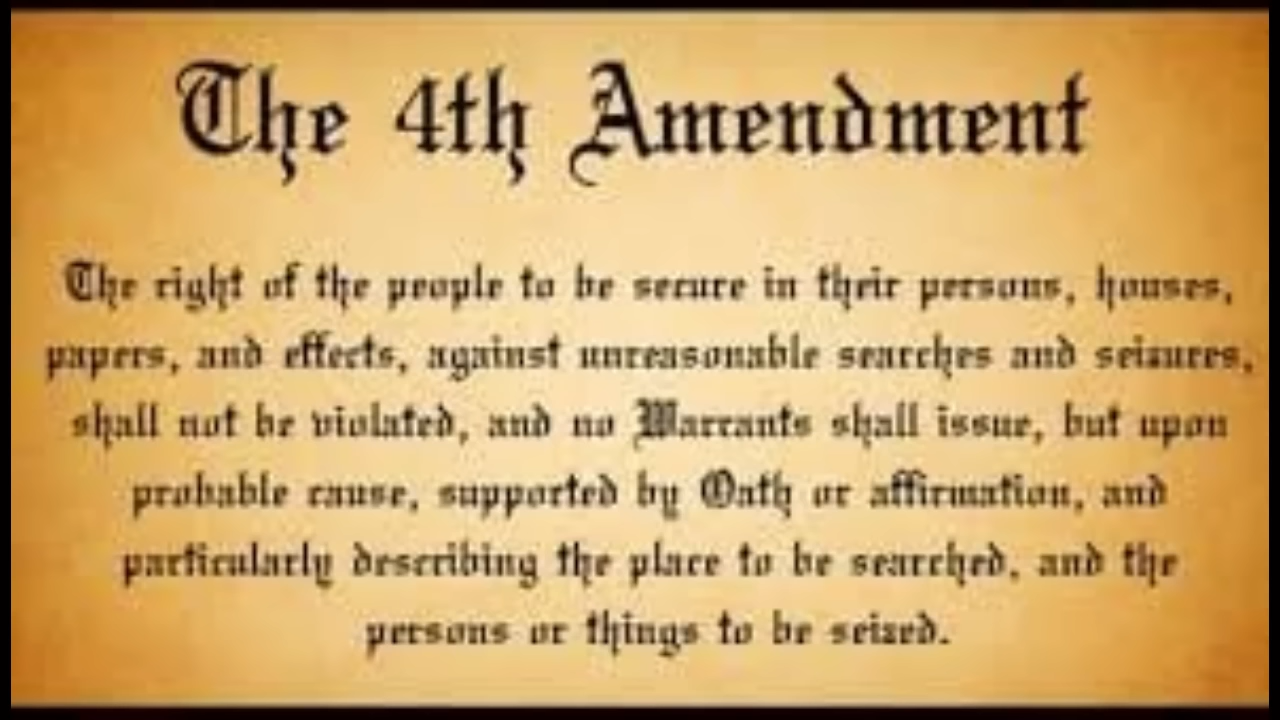 The 4th Amendment
The right of the people to be secure in their persons, houses,
papers, and effects, against unreasonable searches and seizures,
shall not be violated, and no Warrants shall issue, but upon
probable cause, supported by Oath or affirmation, and
particularly describing the place to be searched, and the
persons or things to be seized.